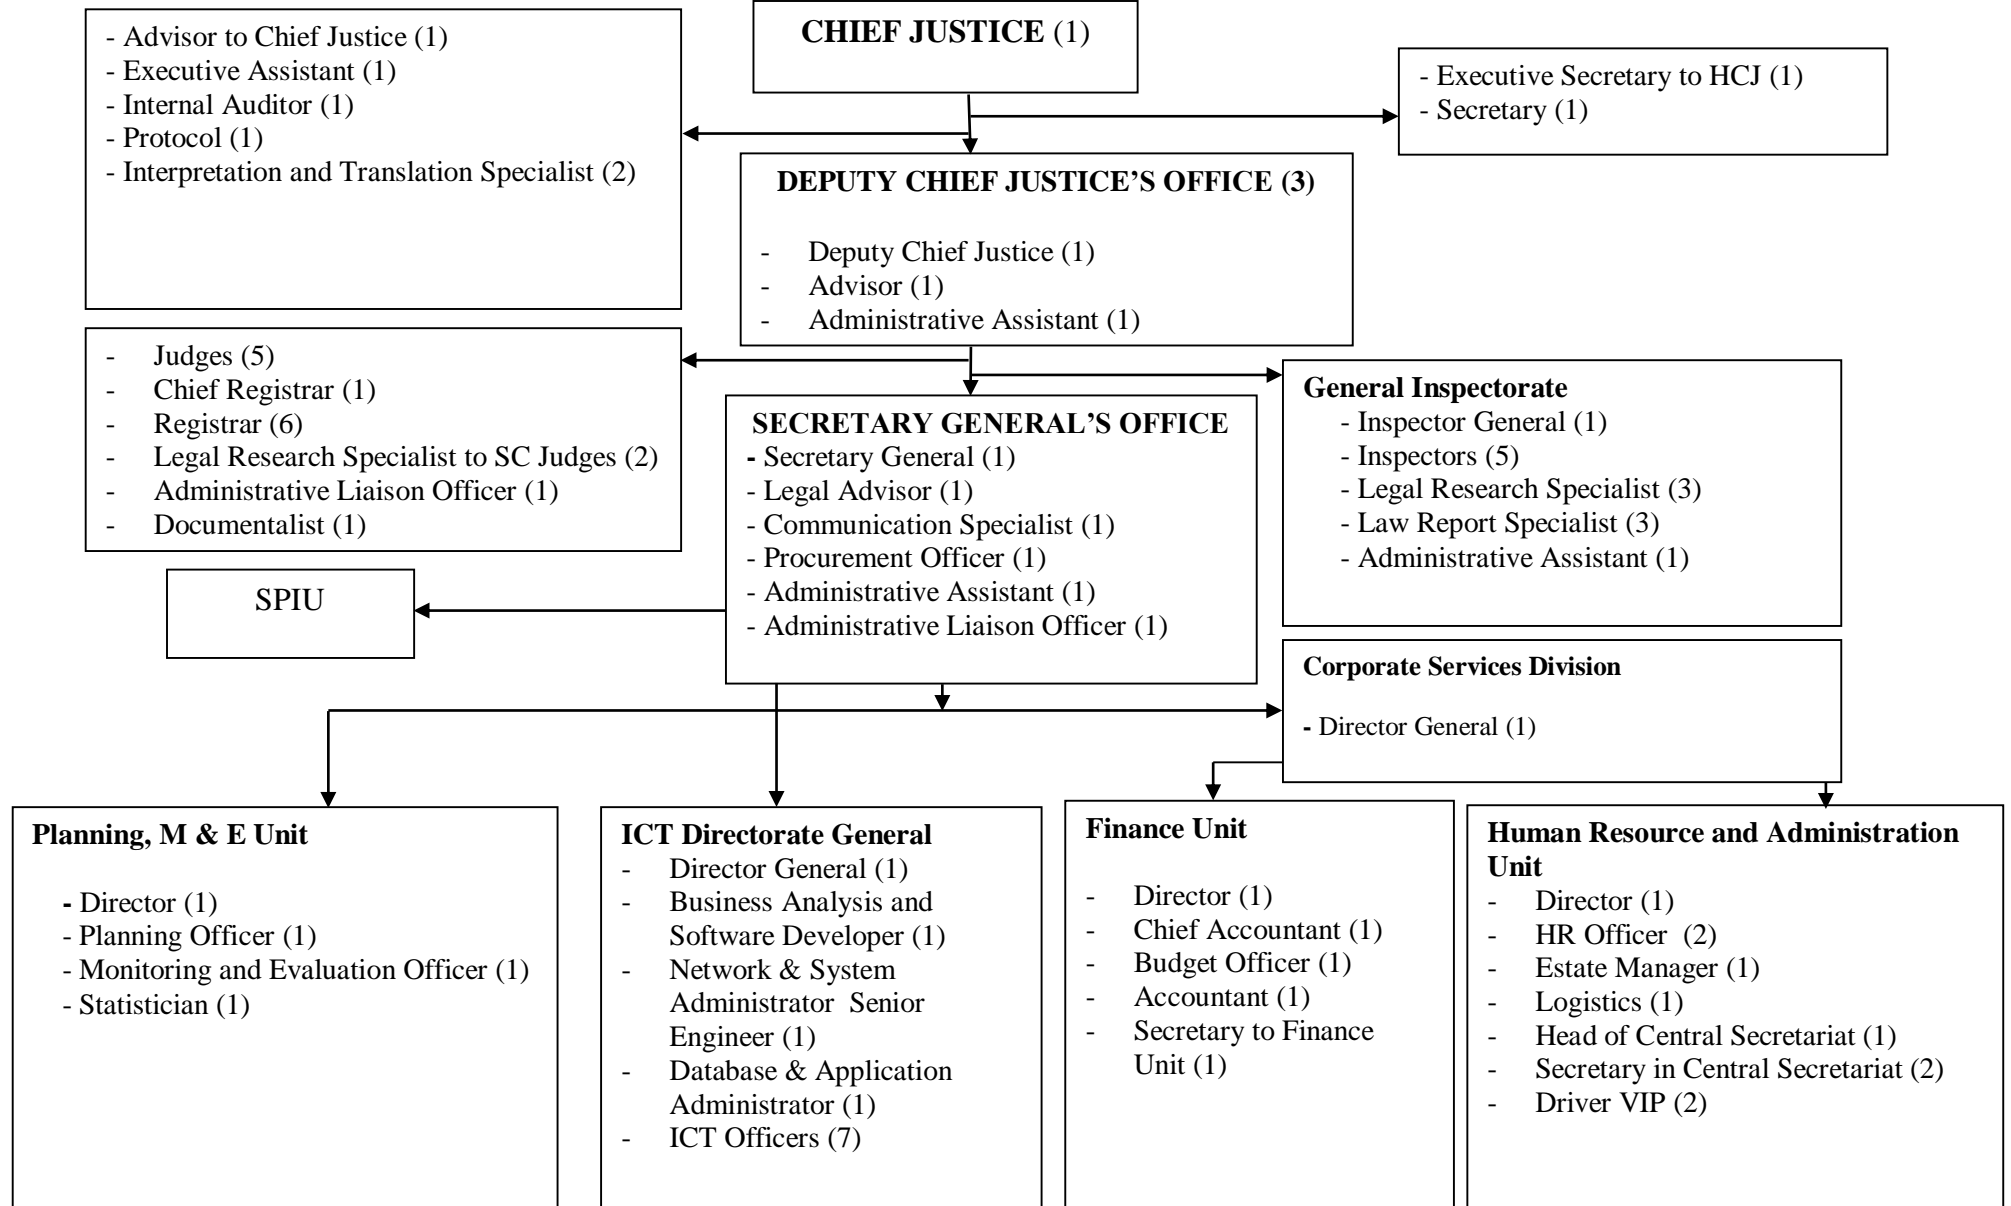 CHIEF JUSTICE (1)
- Advisor to Chief Justice (1)
- Executive Assistant (1)
- Internal Auditor (1)
- Protocol (1)
- Interpretation and Translation Specialist (2)
- Executive Secretary to HCJ (1)
- Secretary (1)
DEPUTY CHIEF JUSTICE’S OFFICE (3)
- Deputy Chief Justice (1)
- Advisor (1)
- Administrative Assistant (1)
- Judges (5)
- Chief Registrar (1)
- Registrar (6)
- Legal Research Specialist to SC Judges (2)
- Administrative Liaison Officer (1)
- Documentalist (1)
General Inspectorate
- Inspector General (1)
- Inspectors (5)
- Legal Research Specialist (3)
- Law Report Specialist (3)
- Administrative Assistant (1)
SECRETARY GENERAL’S OFFICE
- Secretary General (1)
- Legal Advisor (1)
- Communication Specialist (1)
- Procurement Officer (1)
- Administrative Assistant (1)
- Administrative Liaison Officer (1)
SPIU
Corporate Services Division
- Director General (1)
Planning, M & E Unit
- Director (1)
- Planning Officer (1)
- Monitoring and Evaluation Officer (1)
- Statistician (1)
ICT Directorate General
- Director General (1)
- Business Analysis and
Software Developer (1)
- Network & System
Administrator Senior
Engineer (1)
- Database & Application
Administrator (1)
- ICT Officers (7)
Finance Unit
- Director (1)
- Chief Accountant (1)
- Budget Officer (1)
- Accountant (1)
- Secretary to Finance
Unit (1)
Human Resource and Administration
Unit
- Director (1)
- HR Officer (2)
- Estate Manager (1)
- Logistics (1)
- Head of Central Secretariat (1)
- Secretary in Central Secretariat (2)
- Driver VIP (2)